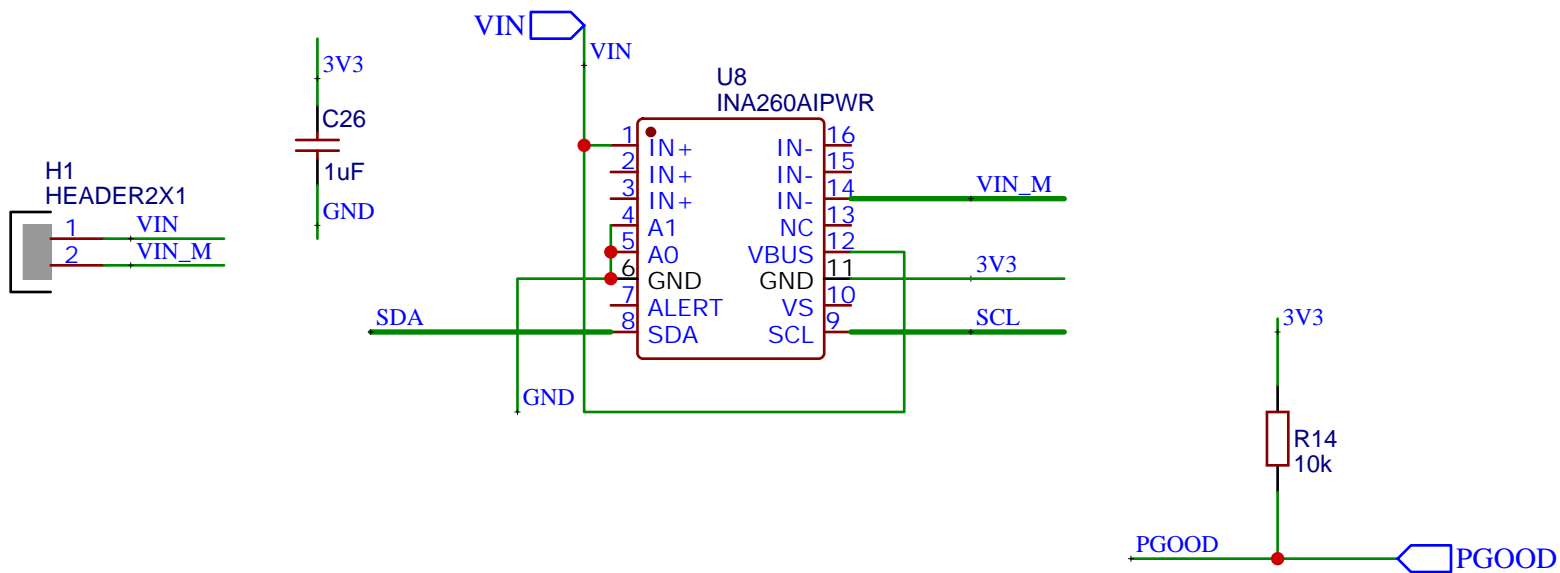 VIN
VIN
3V3
C26
1uF
GND
H1
HEADER2X1
1
VIN
2
VIN_M
U8
INA260AIPWR
1
IN+
2
IN+
3
IN+
4
A1
5
A0
6
GND
7
ALERT
8
SDA
16
IN-
15
IN-
14
IN-
13
NC
12
VBUS
11
GND
10
VS
9
SCL
VIN_M
3V3
SCL
SDA
GND
3V3
R14
10k
PGOOD
PGOOD